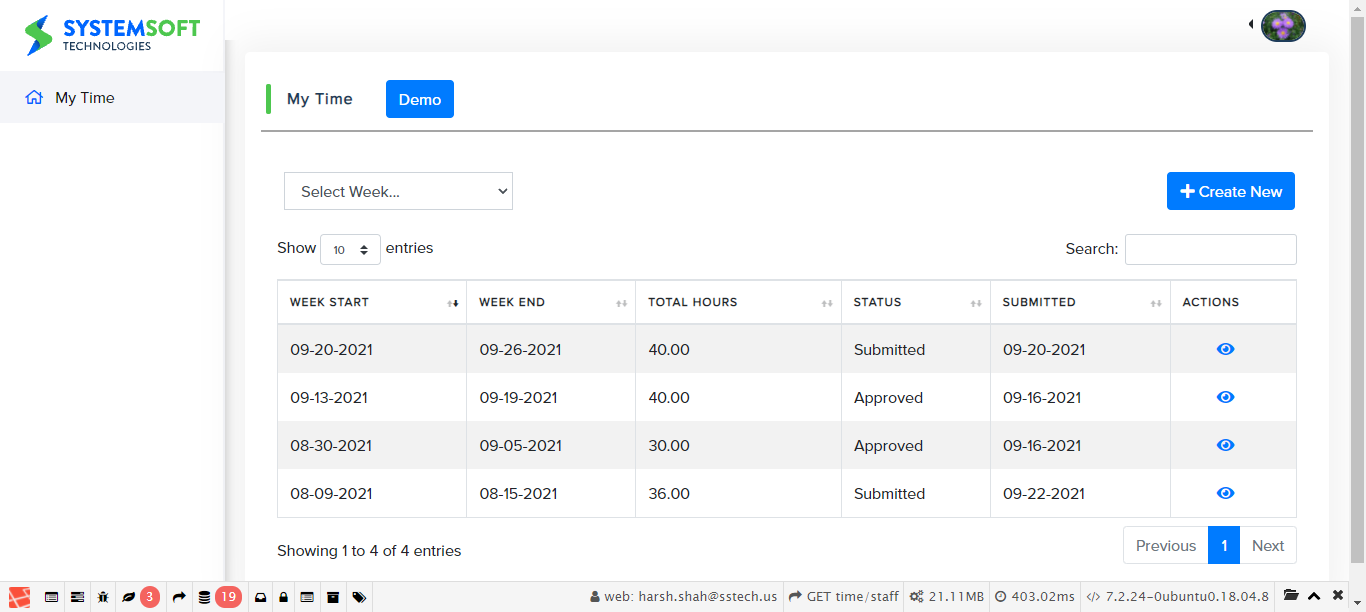 SYSTEMSOFT
TECHNOLOGIES
My Time
My Time Demo
Select Week... Create New
Show 10 entries Search:
WEEK START WEEK END TOTAL HOURS STATUS SUBMITTED ACTIONS
09-20-2021 09-26-2021 40.00 Submitted 09-20-2021
09-13-2021 09-19-2021 40.00 Approved 09-16-2021
08-30-2021 09-05-2021 30.00 Approved 09-16-2021
08-09-2021 08-15-2021 36.00 Submitted 09-22-2021
Showing 1 to 4 of 4 entries Previous 1 Next
3 19 web: harsh.shah@sstech.us GET time/staff 21.11MB 403.02ms 7.2.24-0ubuntu0.18.04.8